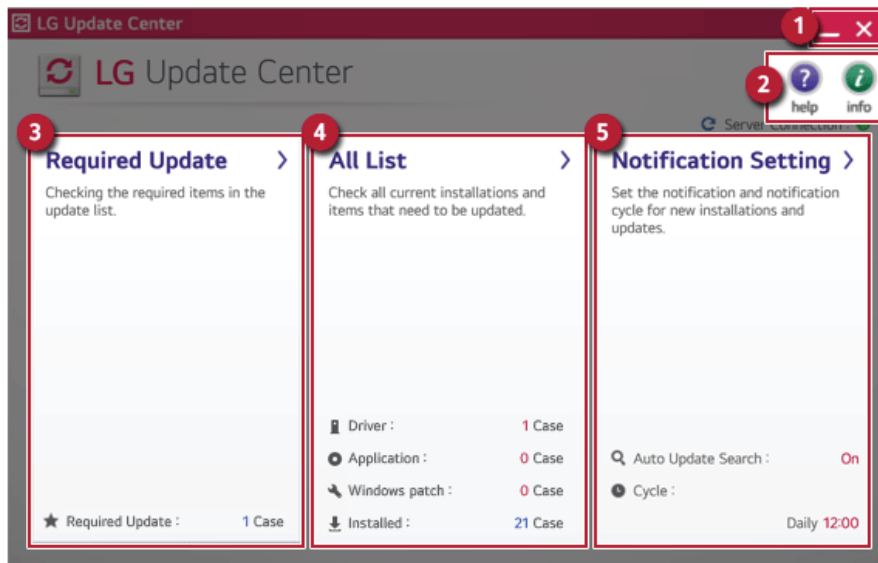 LG Update Center
1
LG Update Center
2
help
info
Server Connection :
3
Required Update >
Checking the required items in the
update list.
★ Required Update : 1 Case
4
All List >
Check all current installations and
items that need to be updated.
Driver : 1 Case
Application : 0 Case
Windows patch : 0 Case
Installed : 21 Case
5
Notification Setting >
Set the notification and notification
cycle for new installations and
updates.
Auto Update Search : On
Cycle :
Daily 12:00